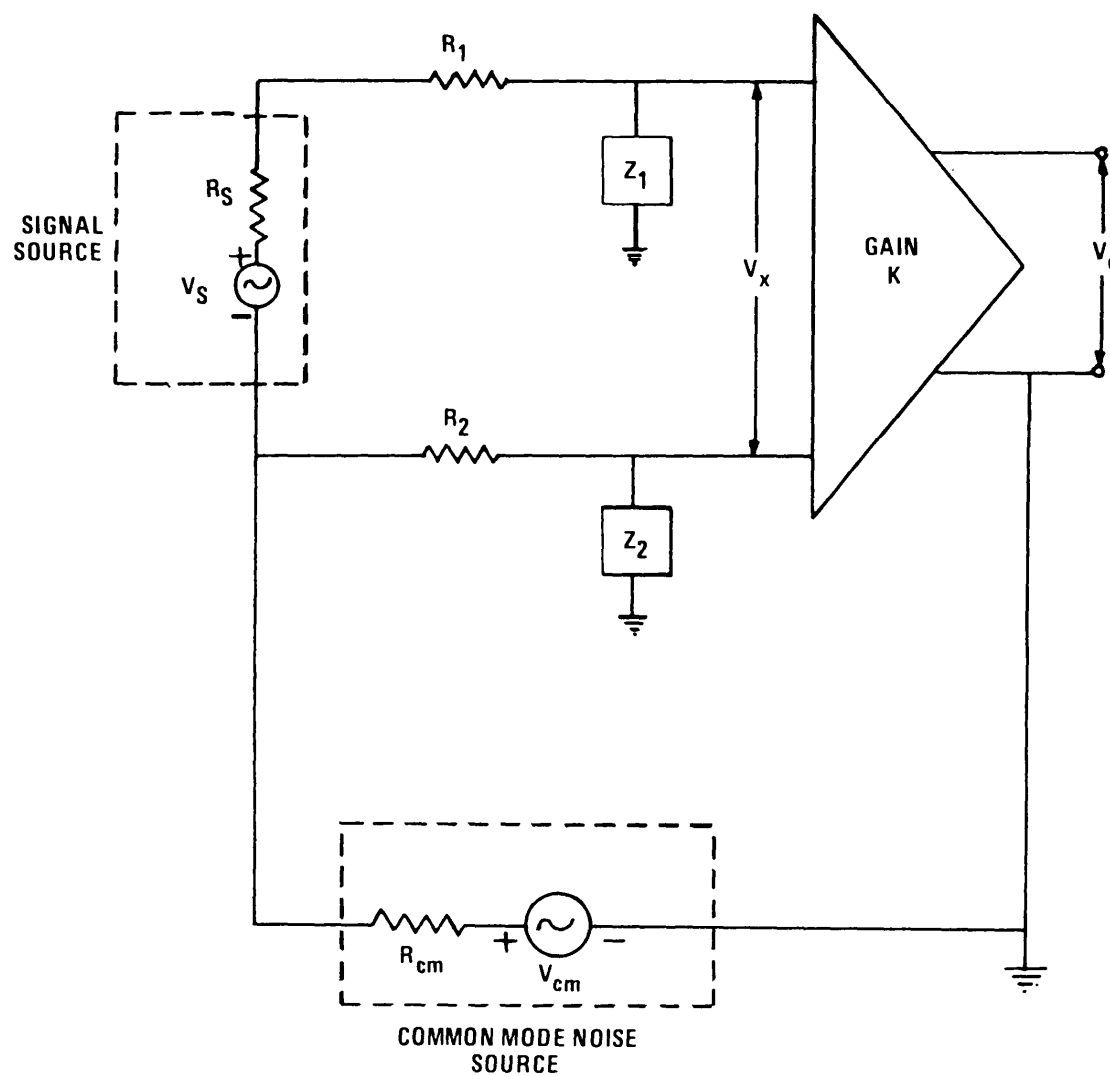 R1
SIGNAL
SOURCE
RS
+
VS
−
Z1
VX
GAIN
K
R2
Z2
Rcm
+
−
Vcm
COMMON MODE NOISE
SOURCE